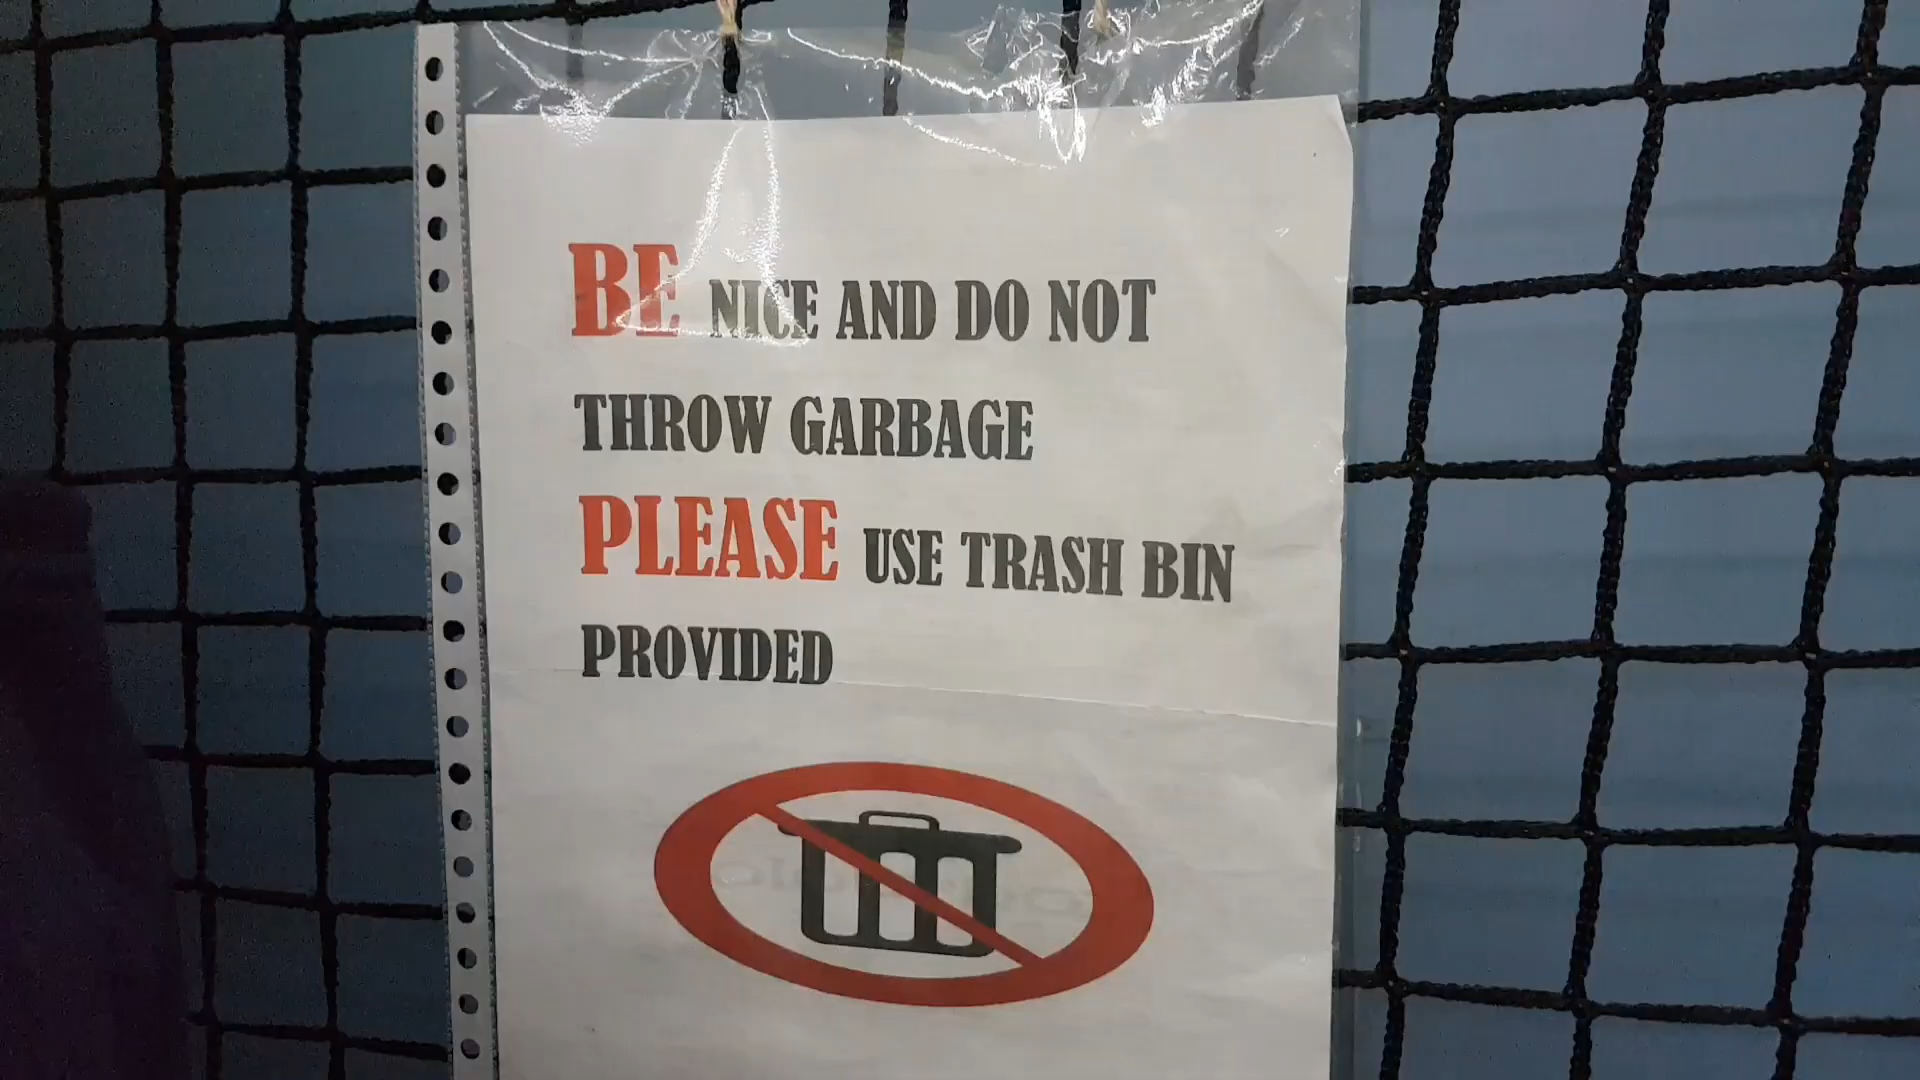 BE NICE AND DO NOT
THROW GARBAGE
PLEASE USE TRASH BIN
PROVIDED